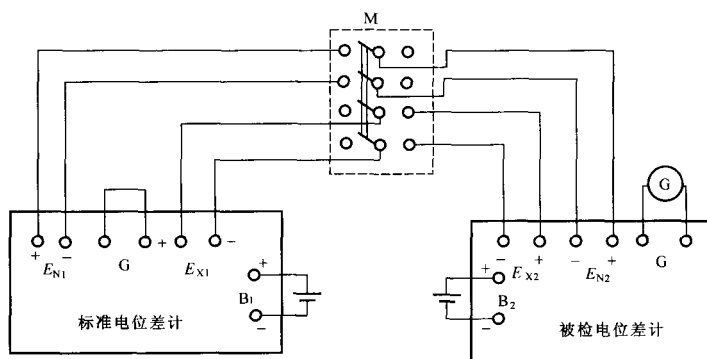 M
G
+ − G + −
E_N1 E_X1
+
B₁
−
标准电位差计
− + − + G
E_X2 E_N2
+
B₂
−
被检电位差计